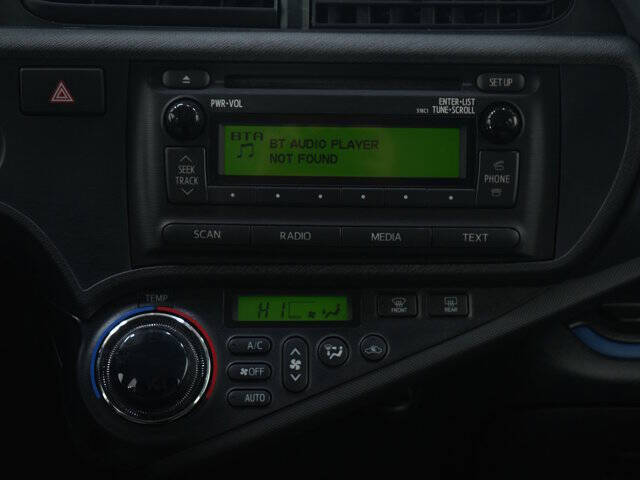 SET UP
PWR•VOL
ENTER•LIST
SWC1 TUNE•SCROLL
BTA
BT AUDIO PLAYER
NOT FOUND
SEEK
TRACK
PHONE
SCAN
RADIO
MEDIA
TEXT
TEMP
HI
FRONT
REAR
A/C
OFF
AUTO